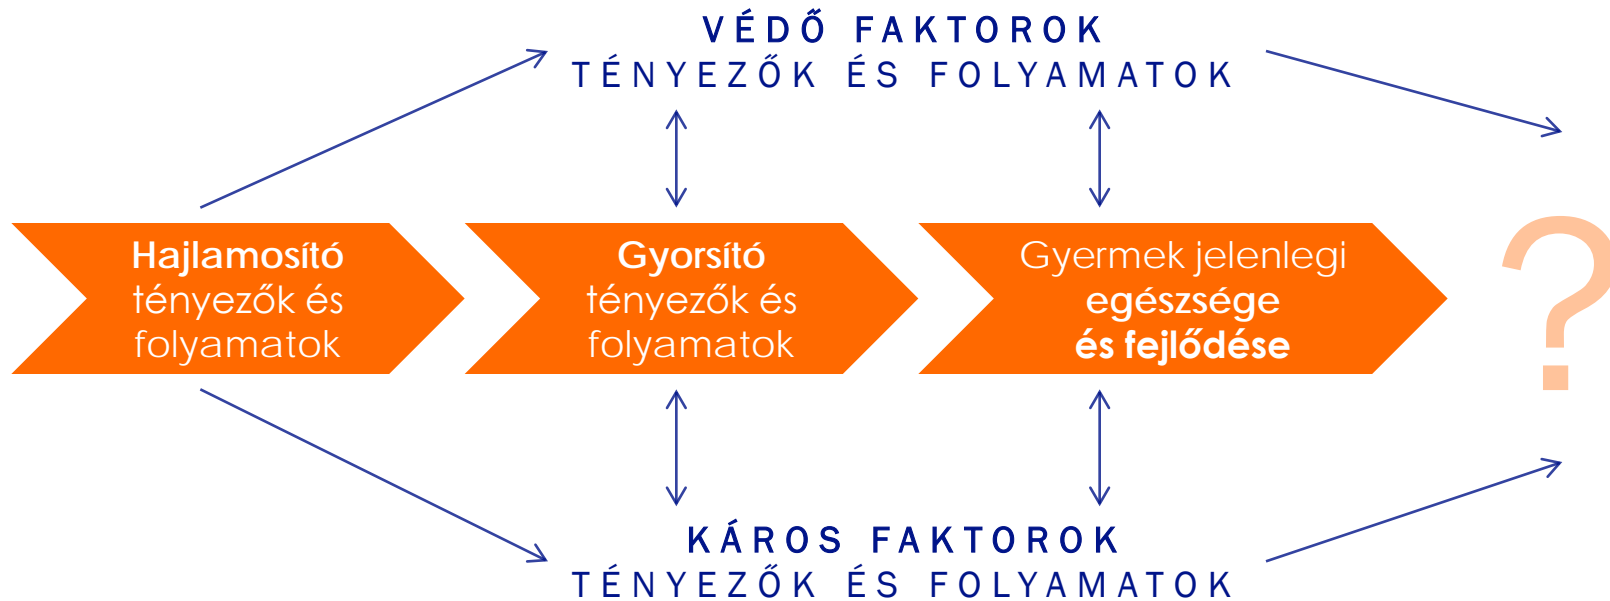 VÉDŐ FAKTOROK
TÉNYEZŐK ÉS FOLYAMATOK
Hajlamosító
tényezők és
folyamatok
Gyorsító
tényezők és
folyamatok
Gyermek jelenlegi
egészsége
és fejlődése
?
KÁROS FAKTOROK
TÉNYEZŐK ÉS FOLYAMATOK